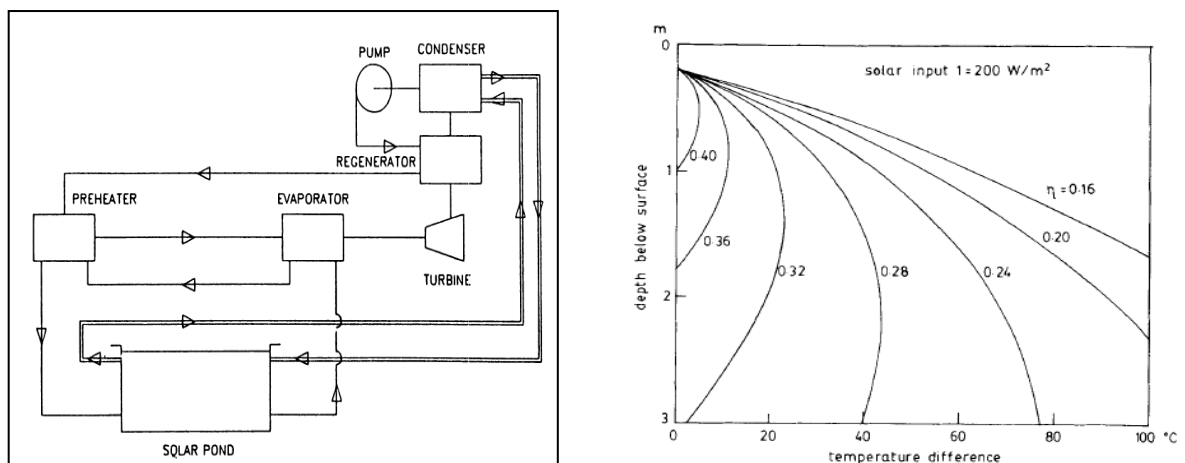 PUMP
CONDENSER
REGENERATOR
PREHEATER
EVAPORATOR
TURBINE
SOLAR POND
m
0
solar input 1=200 W/m²
0.40
1
η=0.16
0.36
0.20
0.32
0.28
0.24
2
3
depth below surface
0
20
40
60
80
100 °C
temperature difference